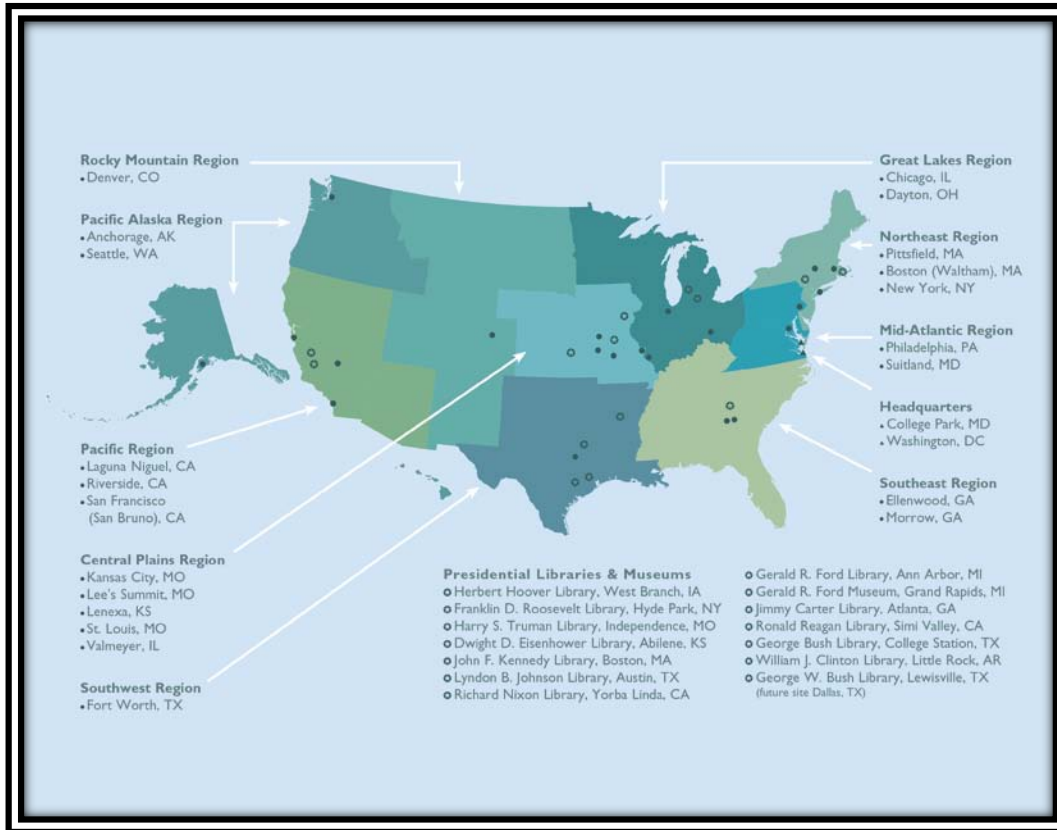 Rocky Mountain Region
• Denver, CO
Pacific Alaska Region
• Anchorage, AK
• Seattle, WA
Pacific Region
• Laguna Niguel, CA
• Riverside, CA
• San Francisco
(San Bruno), CA
Central Plains Region
• Kansas City, MO
• Lee's Summit, MO
• Lenexa, KS
• St. Louis, MO
• Valmeyer, IL
Southwest Region
• Fort Worth, TX
Great Lakes Region
• Chicago, IL
• Dayton, OH
Northeast Region
• Pittsfield, MA
• Boston (Waltham), MA
• New York, NY
Mid-Atlantic Region
• Philadelphia, PA
• Suitland, MD
Headquarters
▴ College Park, MD
▴ Washington, DC
Southeast Region
• Ellenwood, GA
• Morrow, GA
Presidential Libraries & Museums
Herbert Hoover Library, West Branch, IA
Franklin D. Roosevelt Library, Hyde Park, NY
Harry S. Truman Library, Independence, MO
Dwight D. Eisenhower Library, Abilene, KS
John F. Kennedy Library, Boston, MA
Lyndon B. Johnson Library, Austin, TX
Richard Nixon Library, Yorba Linda, CA
Gerald R. Ford Library, Ann Arbor, MI
Gerald R. Ford Museum, Grand Rapids, MI
Jimmy Carter Library, Atlanta, GA
Ronald Reagan Library, Simi Valley, CA
George Bush Library, College Station, TX
William J. Clinton Library, Little Rock, AR
George W. Bush Library, Lewisville, TX
(future site Dallas, TX)